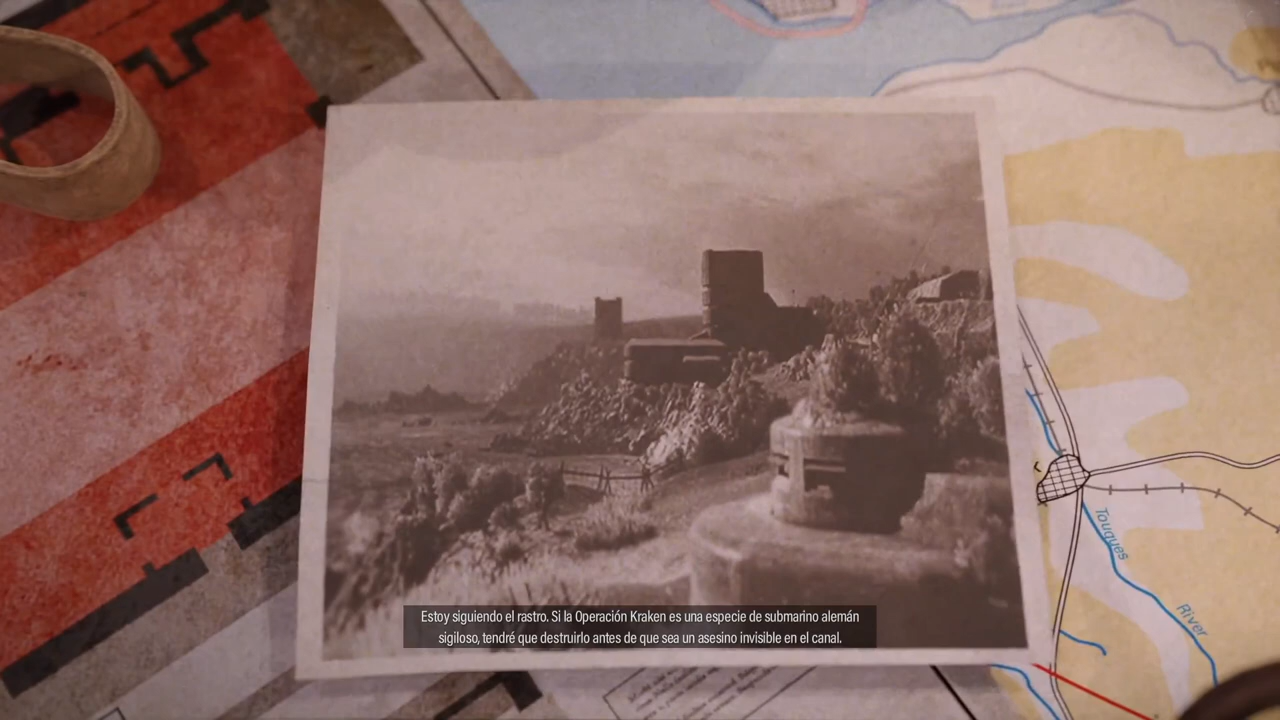 Estoy siguiendo el rastro. Si la Operación Kraken es una especie de submarino alemán
sigiloso, tendré que destruirlo antes de que sea un asesino invisible en el canal.
Touques
River